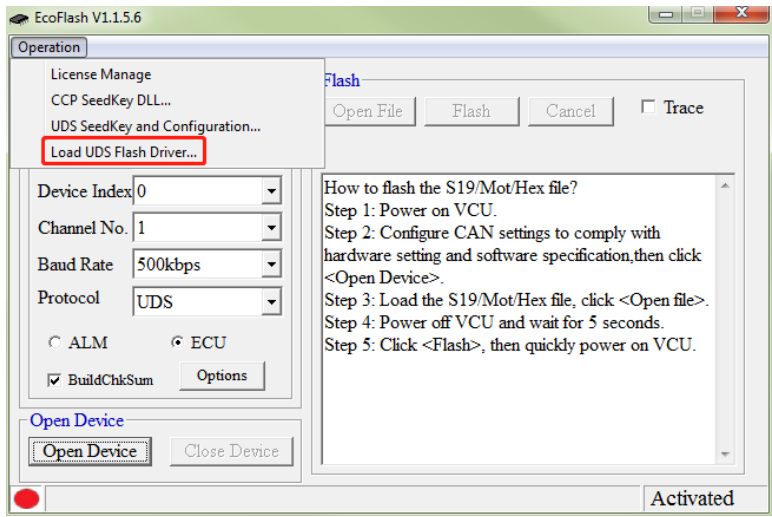 EcoFlash V1.1.5.6
Operation
License Manage
CCP SeedKey DLL...
UDS SeedKey and Configuration...
Load UDS Flash Driver...
Flash
Open File
Flash
Cancel
Trace
Device Index 0
Channel No. 1
Baud Rate 500kbps
Protocol UDS
ALM
ECU
BuildChkSum
Options
Open Device
Open Device
Close Device
How to flash the S19/Mot/Hex file?
Step 1: Power on VCU.
Step 2: Configure CAN settings to comply with
hardware setting and software specification,then click
<Open Device>.
Step 3: Load the S19/Mot/Hex file, click <Open file>.
Step 4: Power off VCU and wait for 5 seconds.
Step 5: Click <Flash>, then quickly power on VCU.
Activated